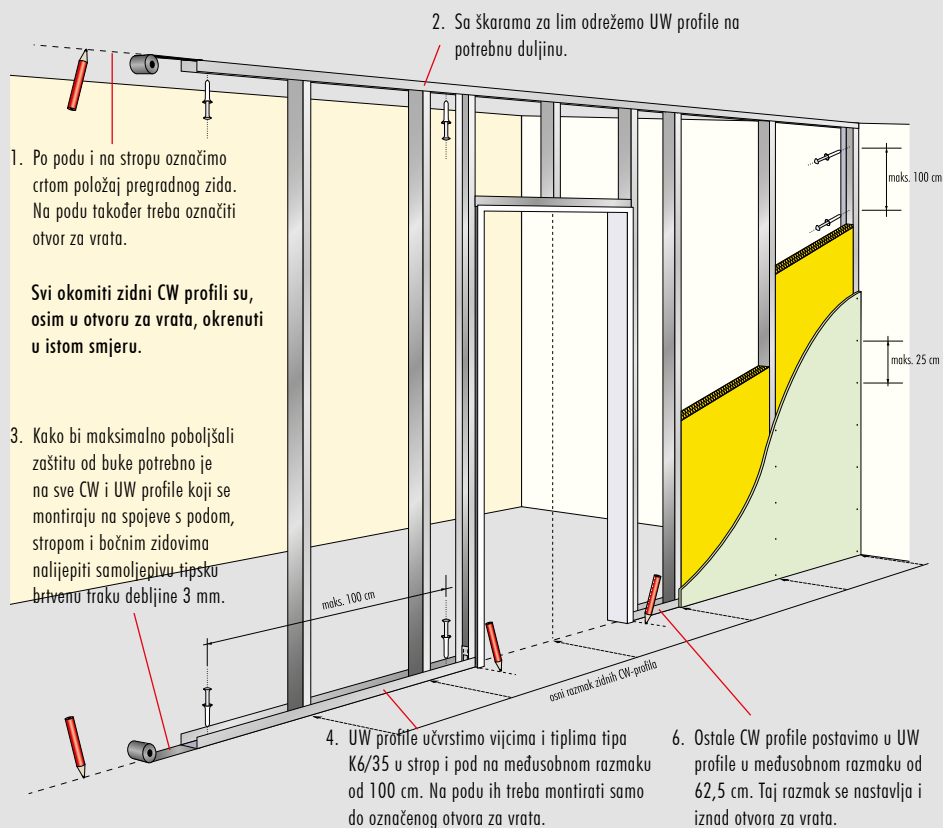 2. Sa škarama za lim odrežemo UW profile na
potrebnu duljinu.
1. Po podu i na stropu označimo
crtom položaj pregradnog zida.
Na podu također treba označiti
otvor za vrata.
Svi okomiti zidni CW profili su,
osim u otvoru za vrata, okrenuti
u istom smjeru.
maks. 100 cm
maks. 25 cm
3. Kako bi maksimalno poboljšali
zaštitu od buke potrebno je
na sve CW i UW profile koji se
montiraju na spojeve s podom,
stropom i bočnim zidovima
nalijepiti samoljepivu tipsku
brtvenu traku debljine 3 mm.
maks. 100 cm
osni razmak zidnih CW-profila
4. UW profile učvrstimo vijcima i tiplima tipa
K6/35 u strop i pod na međusobnom razmaku
od 100 cm. Na podu ih treba montirati samo
do označenog otvora za vrata.
6. Ostale CW profile postavimo u UW
profile u međusobnom razmaku od
62,5 cm. Taj razmak se nastavlja i
iznad otvora za vrata.